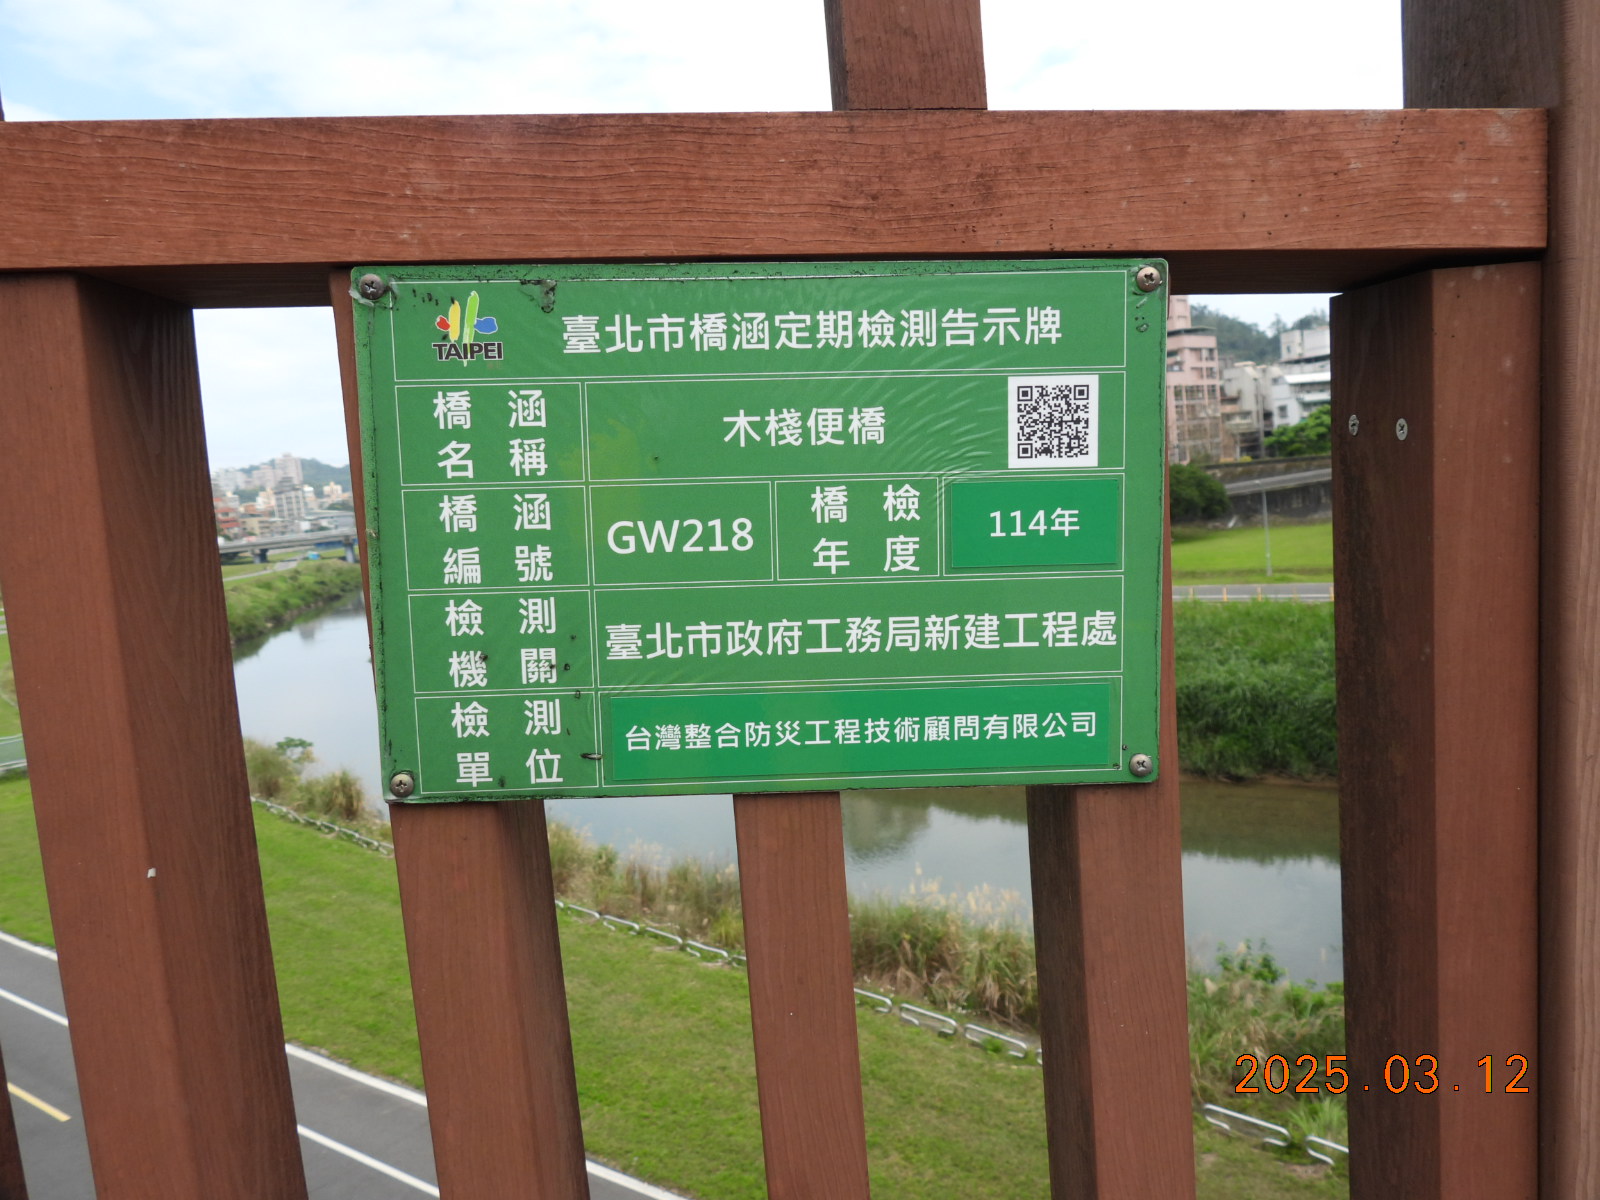 TAIPEI
臺北市橋涵定期檢測告示牌
橋涵名稱
木棧便橋
橋涵編號
GW218
橋檢年度
114年
檢測機關
臺北市政府工務局新建工程處
檢測單位
台灣整合防災工程技術顧問有限公司
2025.03.12